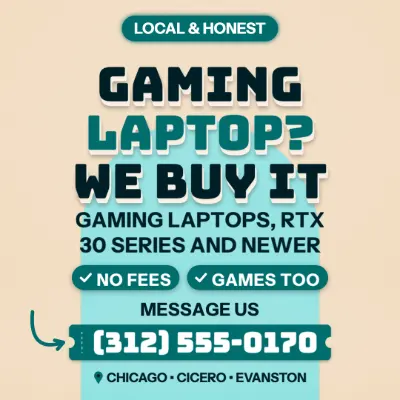 LOCAL & HONEST
GAMING
LAPTOP?
WE BUY IT
GAMING LAPTOPS, RTX
30 SERIES AND NEWER
✓ NO FEES ✓ GAMES TOO
MESSAGE US
(312) 555-0170
CHICAGO • CICERO • EVANSTON